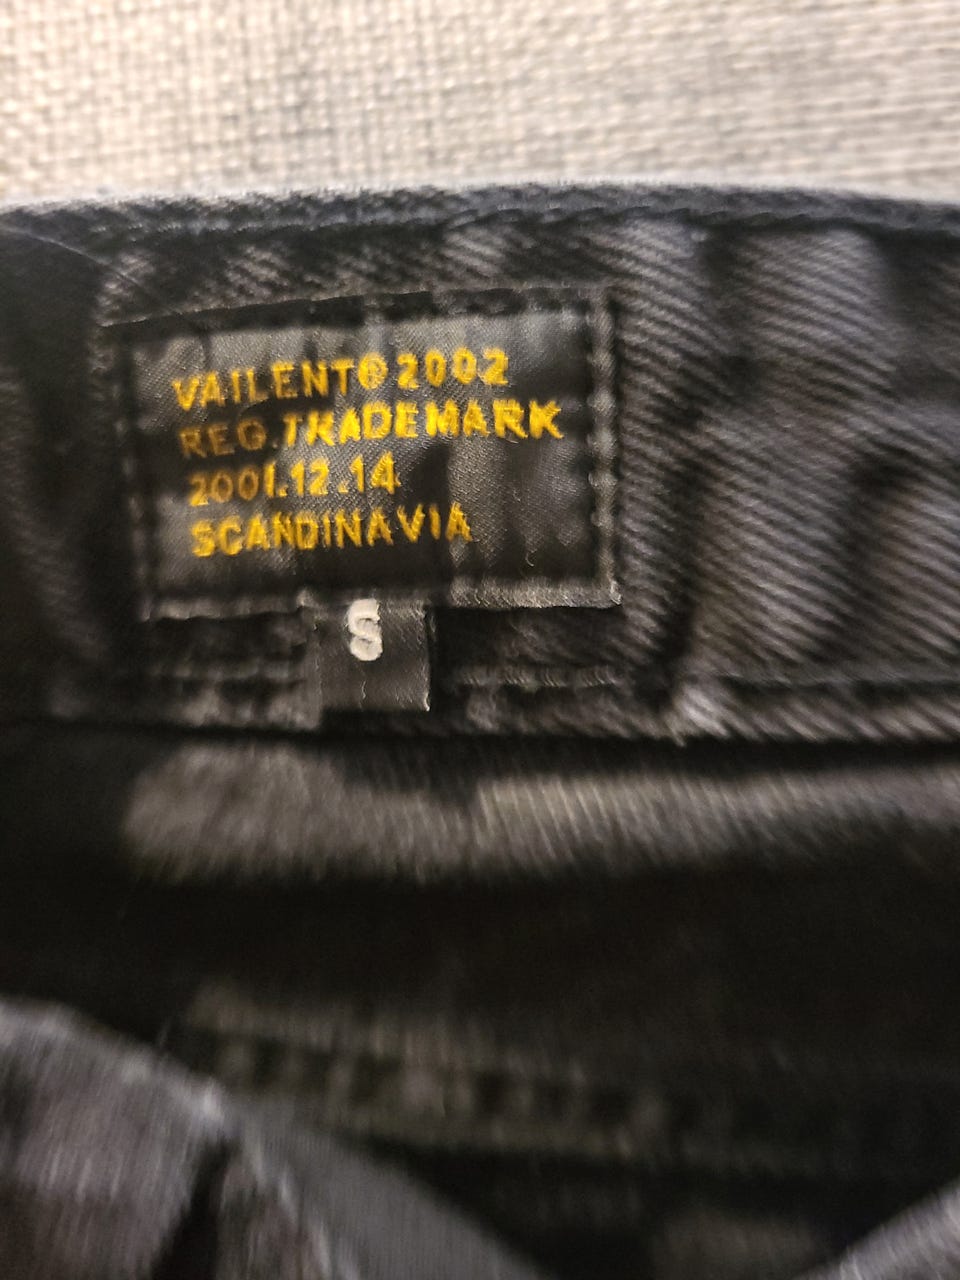 VAILENT® 2002
REG. TRADEMARK
2001.12.14
SCANDINAVIA
S